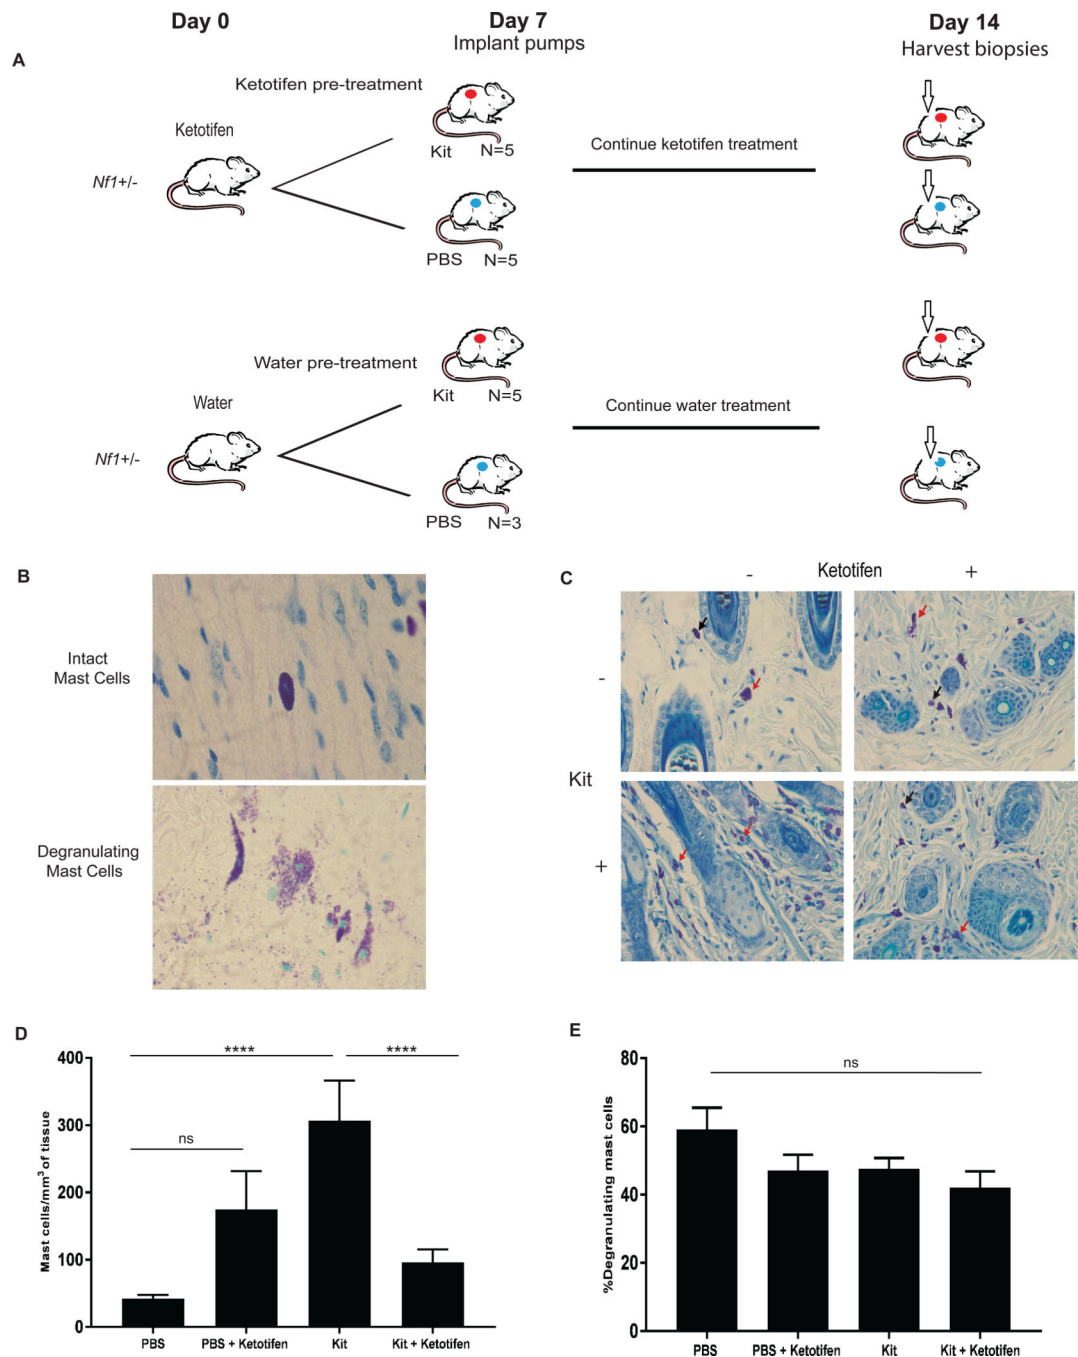 Day 0
Day 7
Day 14
Implant pumps
Harvest biopsies
A
Ketotifen pre-treatment
Ketotifen
Nf1+/-
Kit N=5
Continue ketotifen treatment
PBS N=5
Water pre-treatment
Water
Nf1+/-
Kit N=5
Continue water treatment
PBS N=3
B
Intact
Mast Cells
Degranulating
Mast Cells
C
- Ketotifen +
-
Kit
+
D
Mast cells/mm³ of tissue
400
300
200
100
0
****
****
ns
PBS
PBS + Ketotifen
Kit
Kit + Ketotifen
E
%Degranulating mast cells
80
60
40
20
0
ns
PBS
PBS + Ketotifen
Kit
Kit + Ketotifen